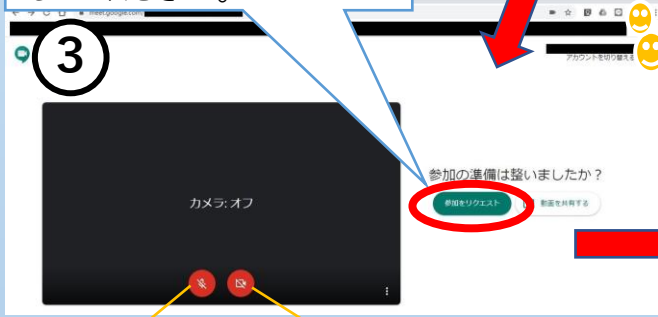 meet.google.com
アカウントを切り替える
③
参加の準備は整いましたか？
カメラ: オフ
参加をリクエスト
動画を共有する